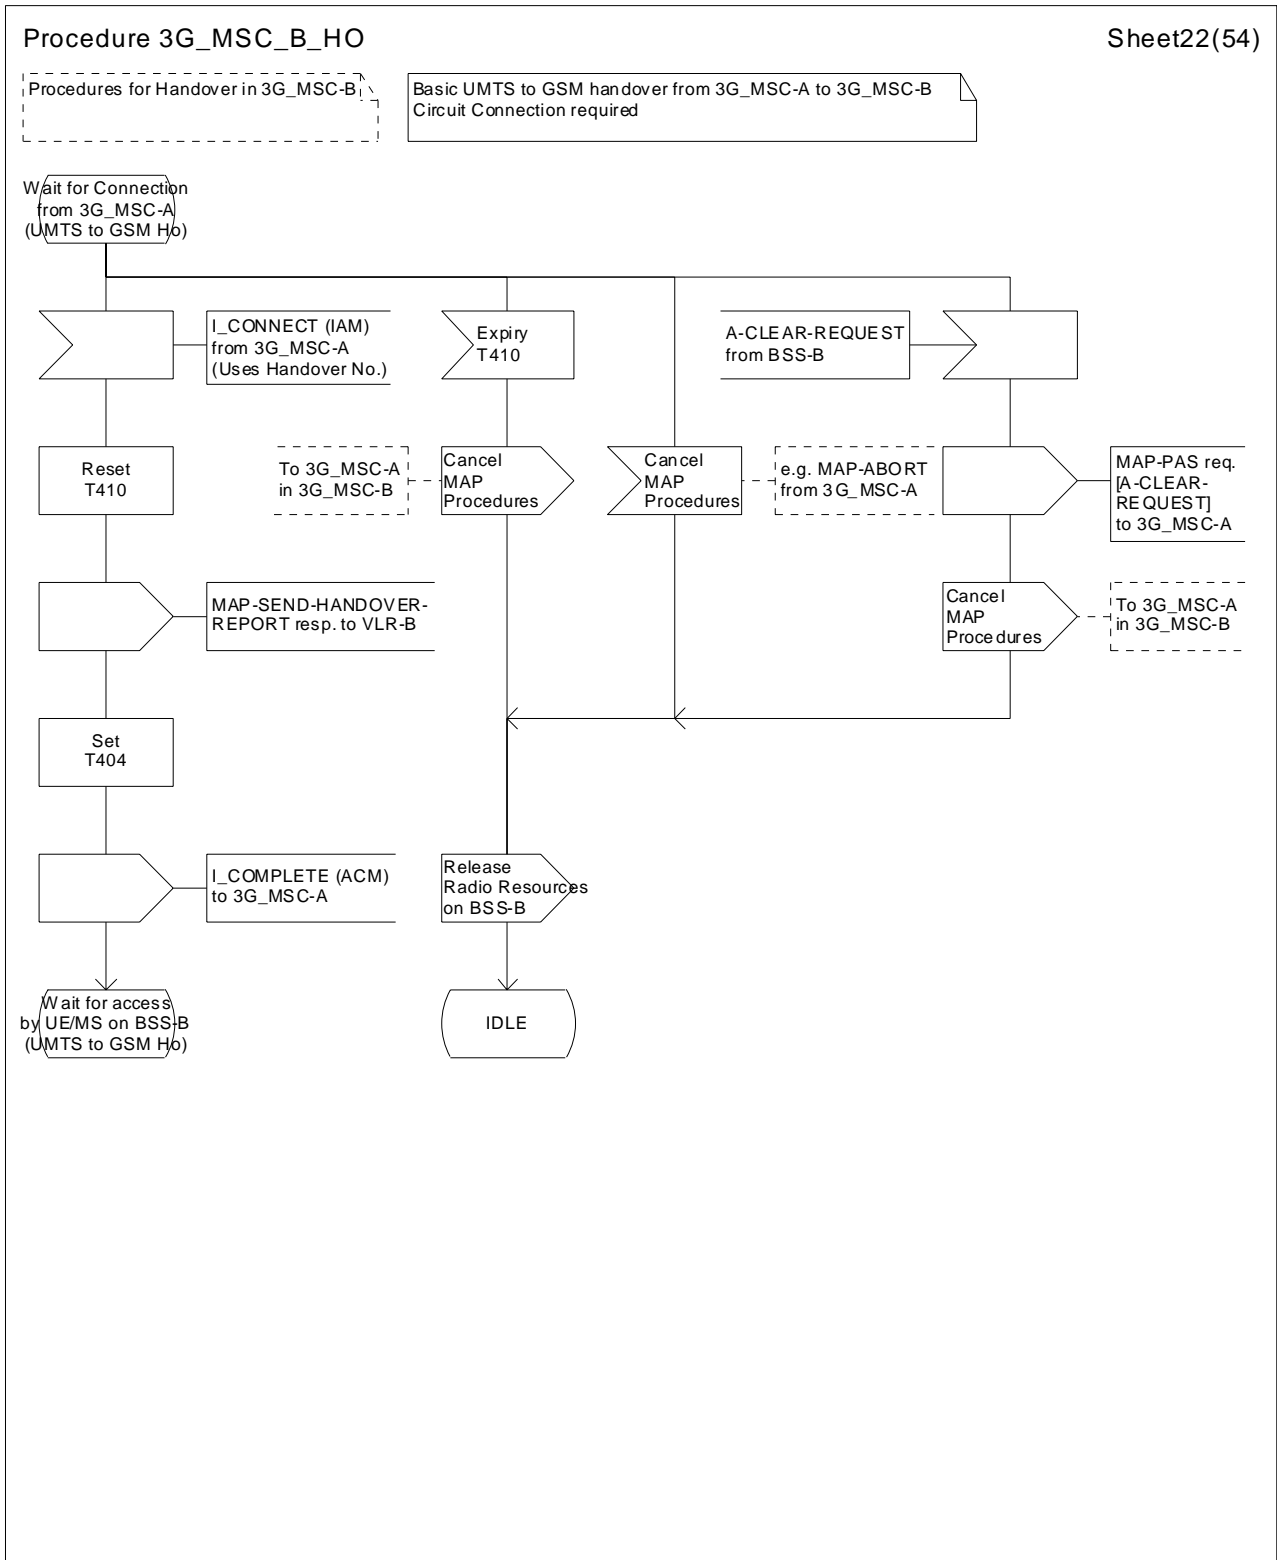 Procedure 3G_MSC_B_HO
Sheet22(54)
Procedures for Handover in 3G_MSC-B
Basic UMTS to GSM handover from 3G_MSC-A to 3G_MSC-B
Circuit Connection required
Wait for Connection
from 3G_MSC-A
(UMTS to GSM Ho)
I_CONNECT (IAM)
from 3G_MSC-A
(Uses Handover No.)
Expiry
T410
A-CLEAR-REQUEST
from BSS-B
Reset
T410
To 3G_MSC-A
in 3G_MSC-B
Cancel
MAP
Procedures
Cancel
MAP
Procedures
e.g. MAP-ABORT
from 3G_MSC-A
MAP-PAS req.
[A-CLEAR-
REQUEST]
to 3G_MSC-A
MAP-SEND-HANDOVER-
REPORT resp. to VLR-B
Cancel
MAP
Procedures
To 3G_MSC-A
in 3G_MSC-B
Set
T404
I_COMPLETE (ACM)
to 3G_MSC-A
Release
Radio Resources
on BSS-B
Wait for access
by UE/MS on BSS-B
(UMTS to GSM Ho)
IDLE